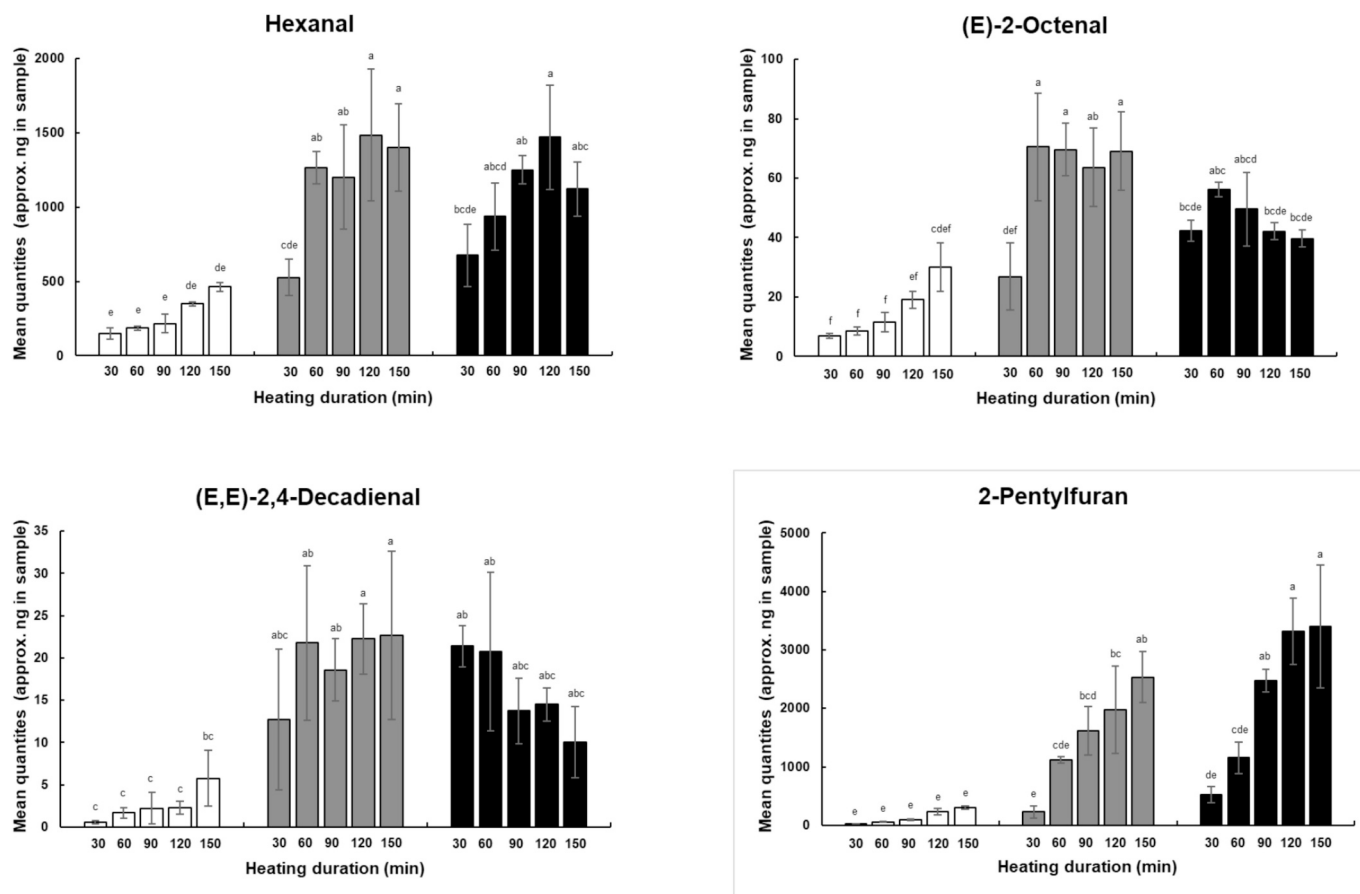 Hexanal
Mean quantites (approx. ng in sample)
2000
1500
1000
500
0
e e e de de cde ab ab a a bcde abcd ab a abc
30 60 90 120 150 30 60 90 120 150 30 60 90 120 150
Heating duration (min)
(E)-2-Octenal
Mean quantites (approx. ng in sample)
100
80
60
40
20
0
f f f ef cdef def a a ab a bcde abc abcd bcde bcde
30 60 90 120 150 30 60 90 120 150 30 60 90 120 150
Heating duration (min)
(E,E)-2,4-Decadienal
Mean quantites (approx. ng in sample)
35
30
25
20
15
10
5
0
c c c c bc abc ab ab a a ab ab abc abc abc
30 60 90 120 150 30 60 90 120 150 30 60 90 120 150
Heating duration (min)
2-Pentylfuran
Mean quantites (approx. ng in sample)
5000
4000
3000
2000
1000
0
e e e e e e cde bcd bc ab de cde ab a a
30 60 90 120 150 30 60 90 120 150 30 60 90 120 150
Heating duration (min)